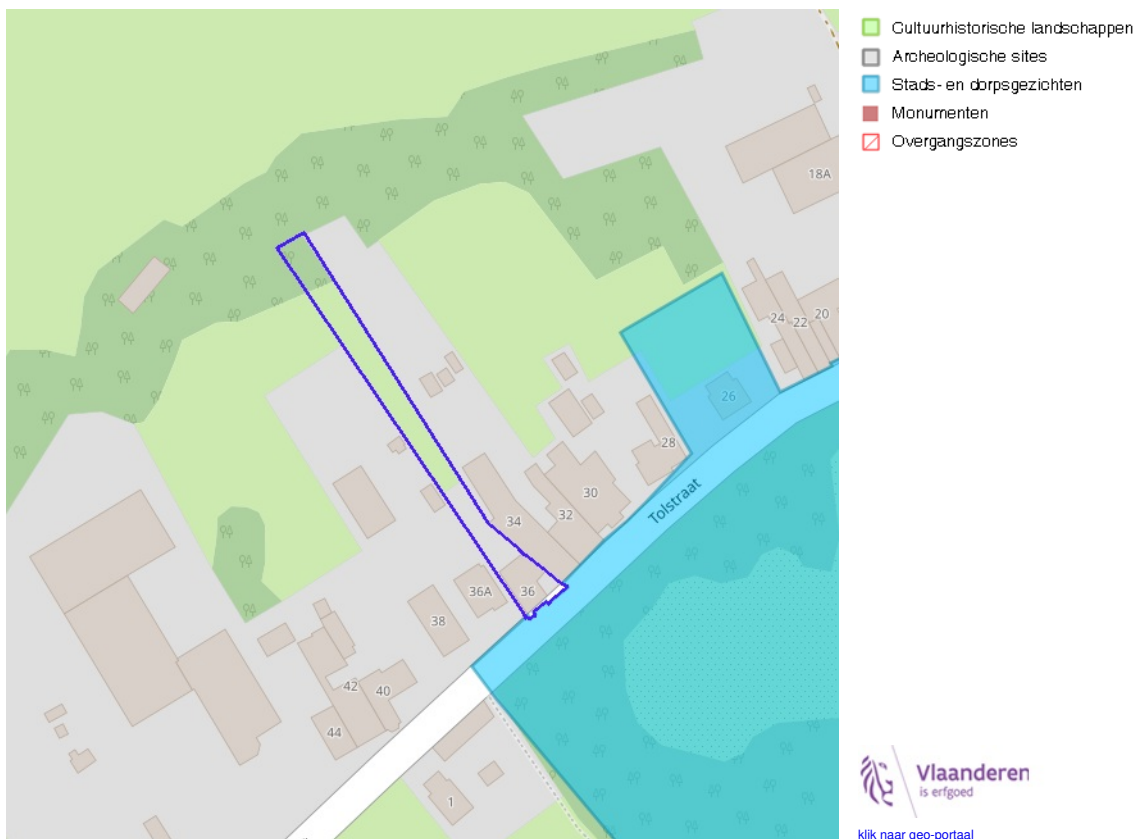 Cultuurhistorische landschappen
Archeologische sites
Stads- en dorpsgezichten
Monumenten
Overgangszones
18A
24
22
20
26
28
30
Tolstraat
34
32
36A
36
38
42
40
44
1
Vlaanderen
is erfgoed
klik naar geo-portaal